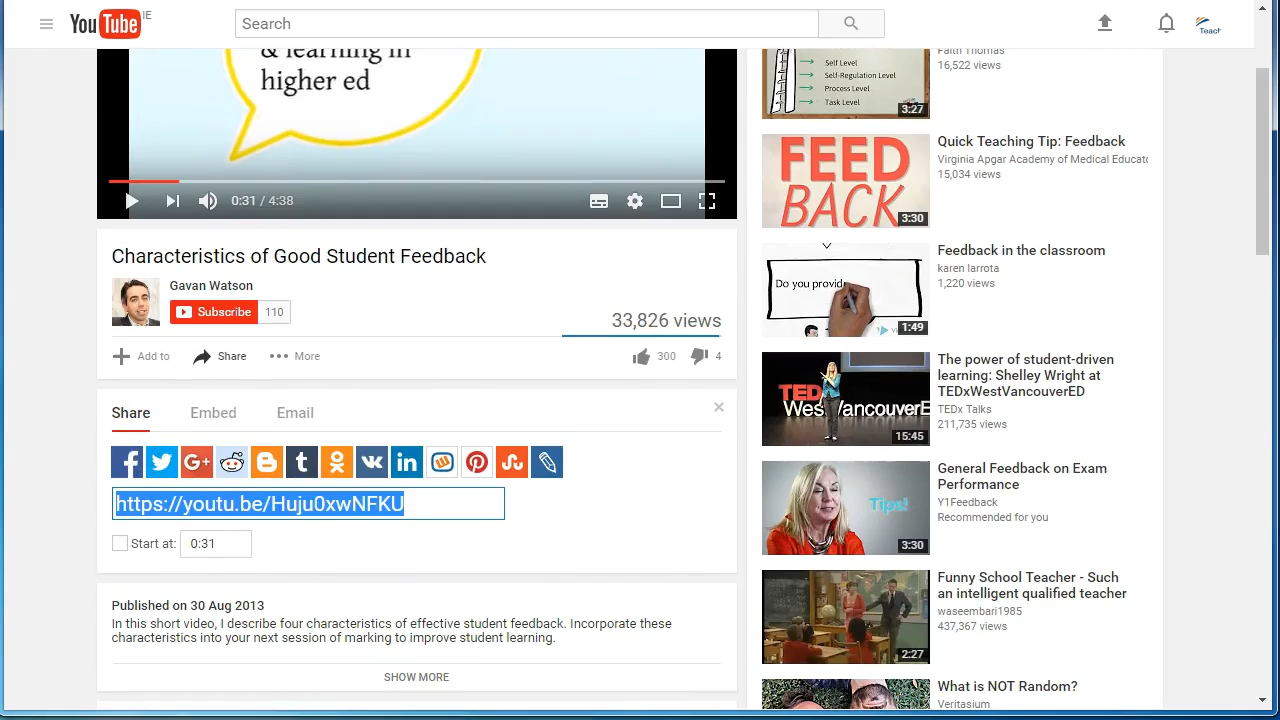 YouTube IE
Search
Teach
& learning in
higher ed
0:31 / 4:38
Characteristics of Good Student Feedback
Gavan Watson
Subscribe 110
33,826 views
Add to Share More 300 4
Share Embed Email
https://youtu.be/Huju0xwNFKU
Start at: 0:31
Published on 30 Aug 2013
In this short video, I describe four characteristics of effective student feedback. Incorporate these
characteristics into your next session of marking to improve student learning.
SHOW MORE
Self Level
Self-Regulation Level
Process Level
Task Level
3:27
Faith Thomas
16,522 views
FEED
BACK
3:30
Quick Teaching Tip: Feedback
Virginia Apgar Academy of Medical Educato
15,034 views
Do you provid
1:49
Feedback in the classroom
karen larrota
1,220 views
TED
WestVancouverE
15:45
The power of student-driven
learning: Shelley Wright at
TEDxWestVancouverED
TEDx Talks
211,735 views
Tips!
3:30
General Feedback on Exam
Performance
Y1Feedback
Recommended for you
2:27
Funny School Teacher - Such
an intelligent qualified teacher
waseembari1985
437,367 views
What is NOT Random?
Veritasium